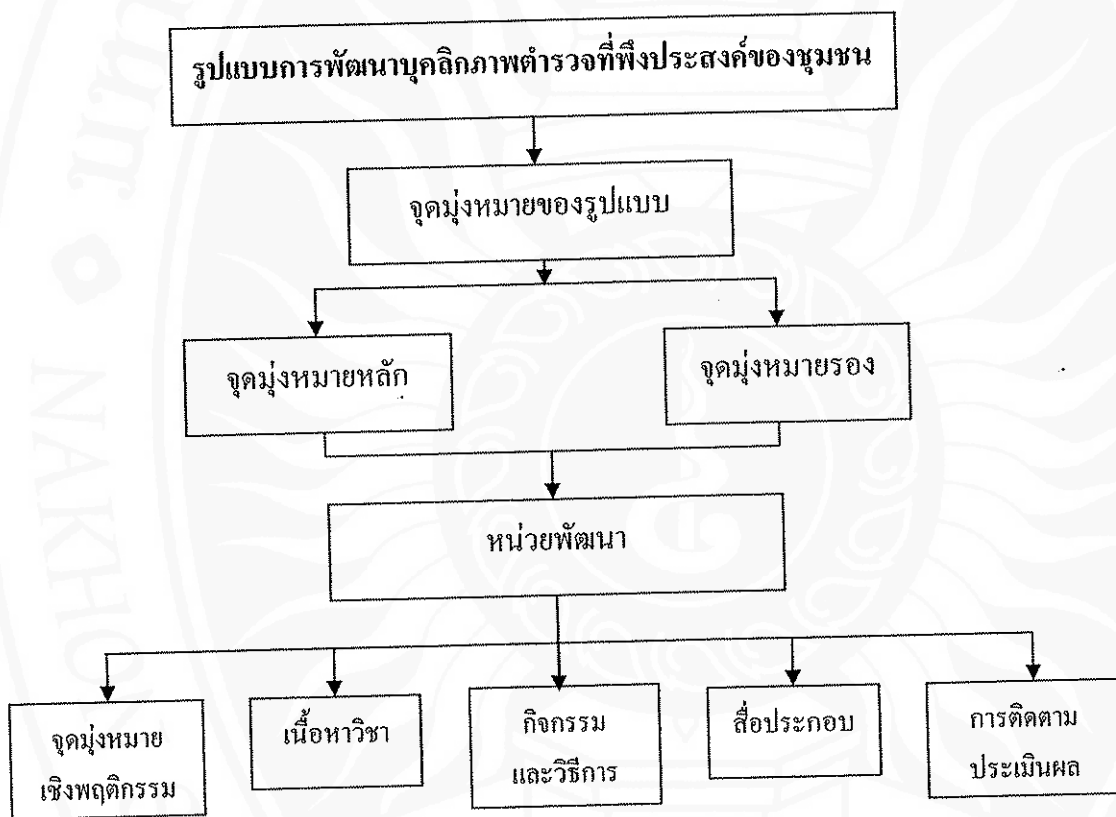 รูปแบบการพัฒนาบุคลิกภาพตำรวจที่พึงประสงค์ของชุมชน
จุดมุ่งหมายของรูปแบบ
จุดมุ่งหมายหลัก
จุดมุ่งหมายรอง
หน่วยพัฒนา
จุดมุ่งหมาย
เชิงพฤติกรรม
เนื้อหาวิชา
กิจกรรม
และวิธีการ
สื่อประกอบ
การติดตาม
ประเมินผล
NAKHO